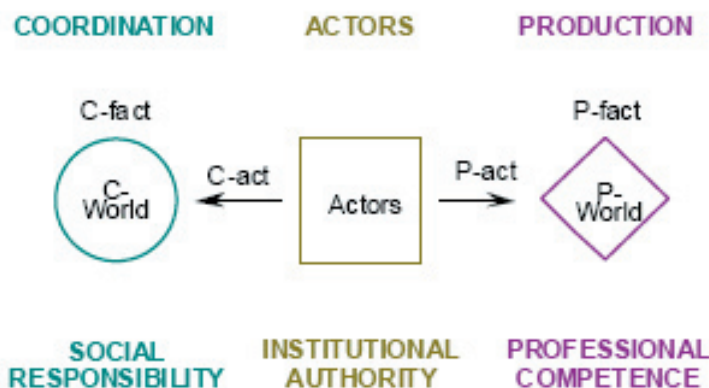 COORDINATION ACTORS PRODUCTION
C-fact P-fact
C-act P-act
C-
World
Actors
P-
World
SOCIAL
RESPONSIBILITY
INSTITUTIONAL
AUTHORITY
PROFESSIONAL
COMPETENCE